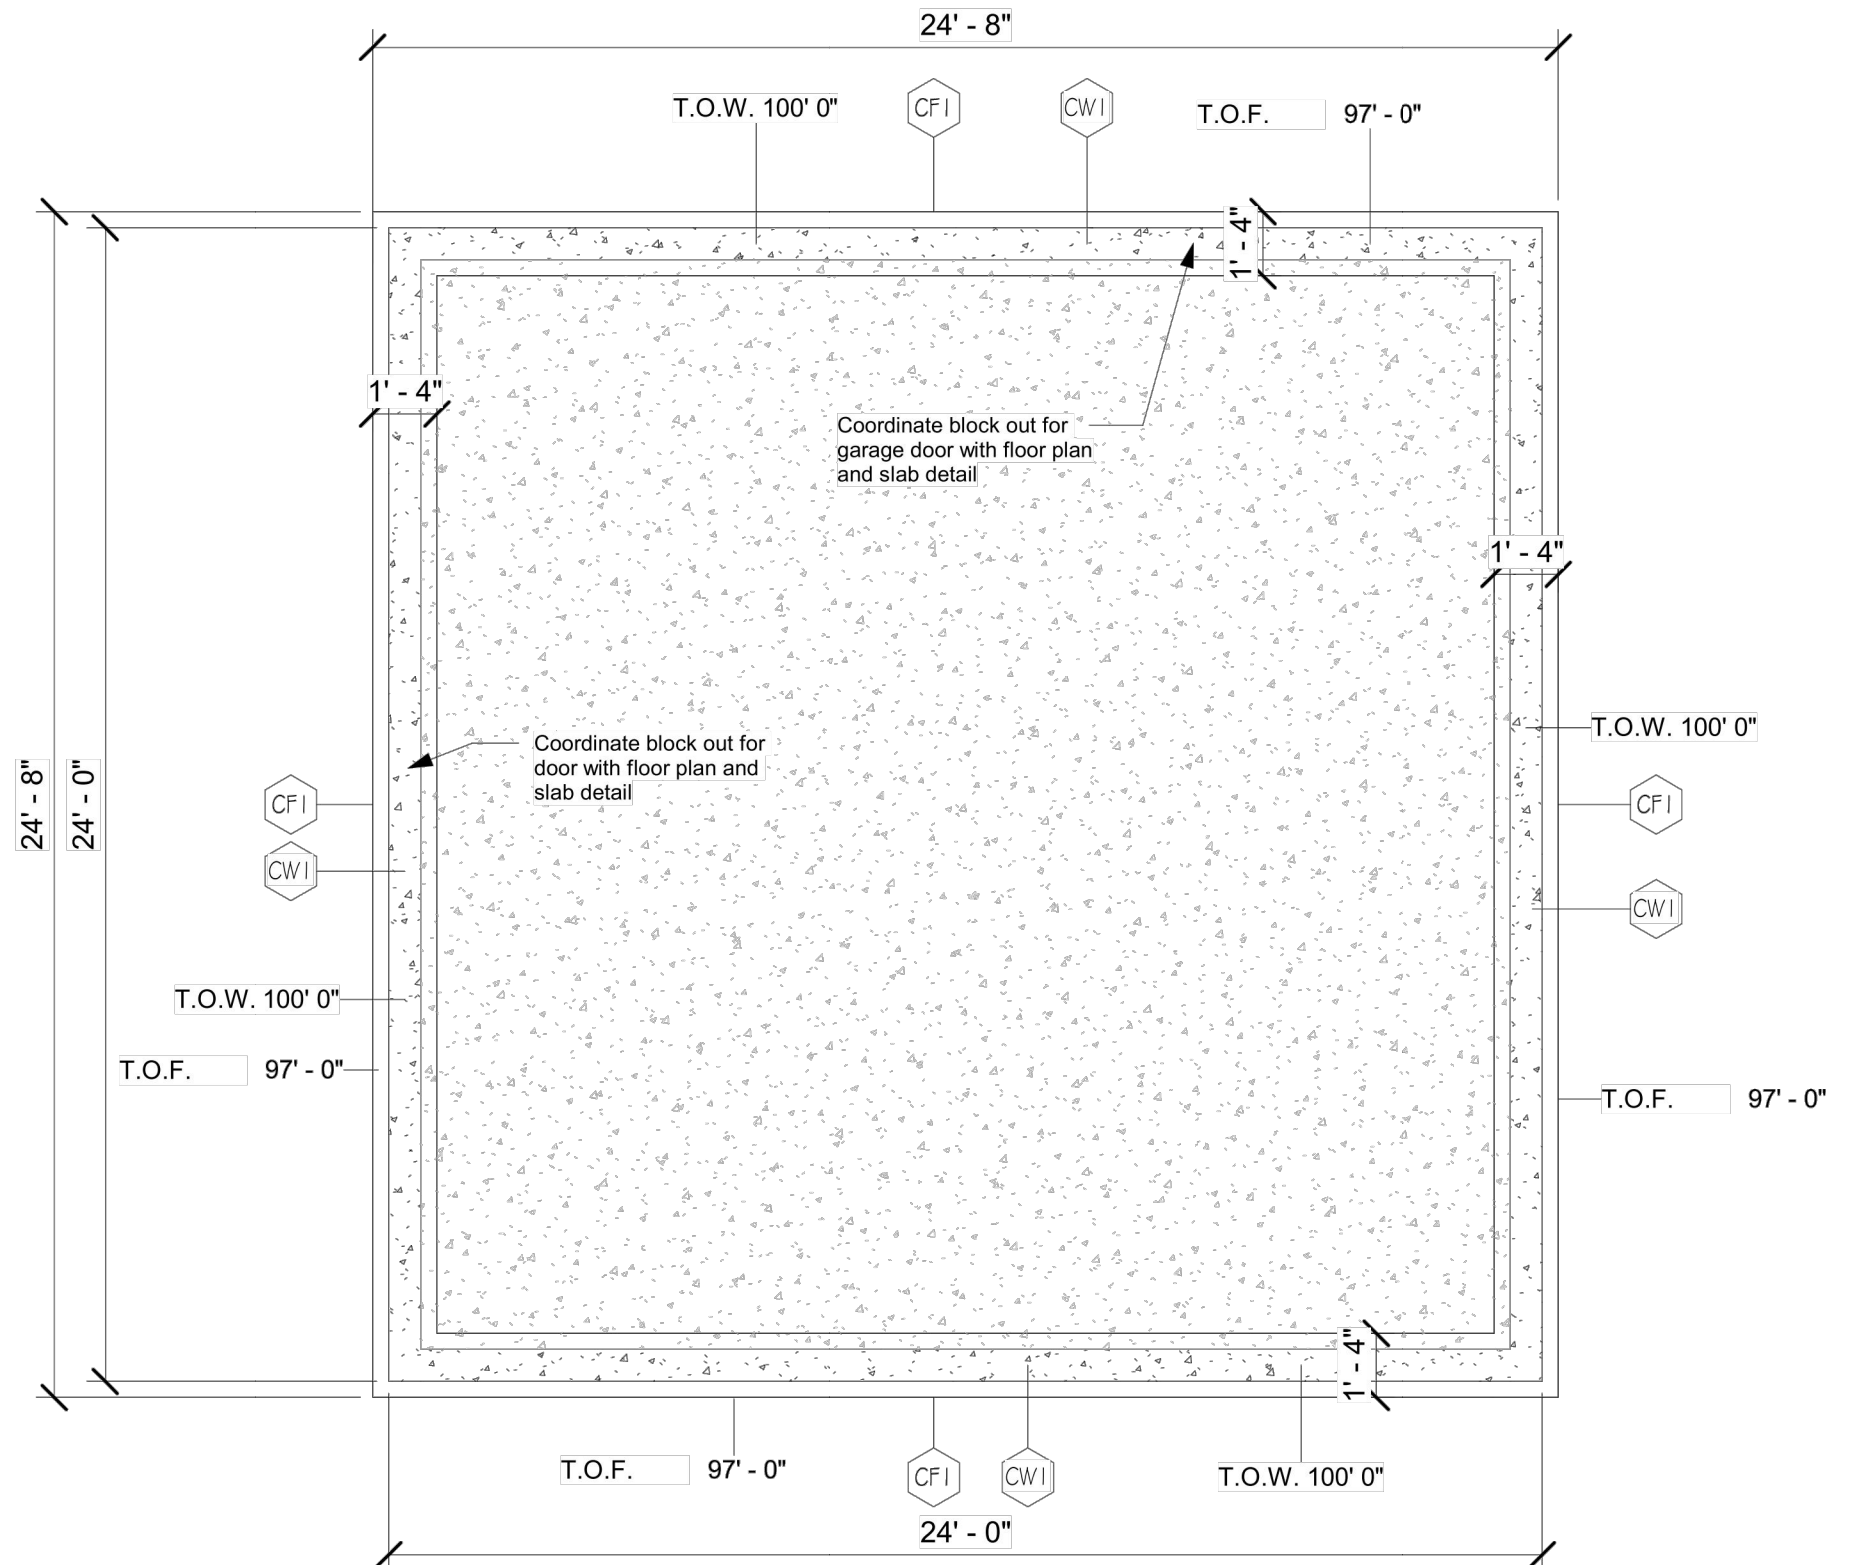 24' - 8"
T.O.W. 100' 0"
CF1
CW1
T.O.F. 97' - 0"
1' - 4"
1' - 4"
Coordinate block out for
garage door with floor plan
and slab detail
1' - 4"
T.O.W. 100' 0"
Coordinate block out for
door with floor plan and
slab detail
24' - 8"
24' - 0"
CF1
CF1
CW1
CW1
T.O.W. 100' 0"
T.O.F. 97' - 0"
T.O.F. 97' - 0"
1' - 4"
T.O.F. 97' - 0"
CF1
CW1
T.O.W. 100' 0"
24' - 0"